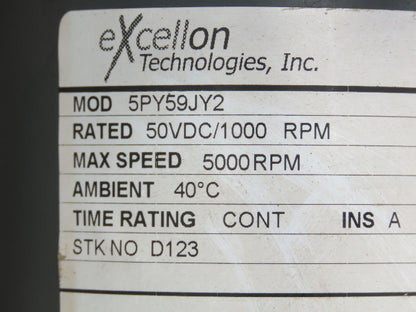 excellon
Technologies, Inc.
MOD 5PY59JY2
RATED 50VDC/1000 RPM
MAX SPEED 5000RPM
AMBIENT 40°C
TIME RATING CONT INS A
STK NO D123